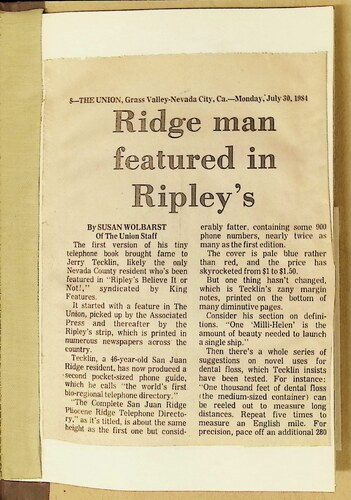 8—THE UNION, Grass Valley-Nevada City, Ca.—Monday, July 30, 1984
Ridge man
featured in
Ripley's
By SUSAN WOLBARST
Of The Union Staff
The first version of his tiny
telephone book brought fame to
Jerry Tecklin, likely the only
Nevada County resident who's been
featured in "Ripley's Believe It or
Not!," syndicated by King
Features.
It started with a feature in The
Union, picked up by the Associated
Press and thereafter by the
Ripley's strip, which is printed in
numerous newspapers across the
country.
Tecklin, a 46-year-old San Juan
Ridge resident, has now produced a
second pocket-sized phone guide,
which he calls "the world's first
bio-regional telephone directory."
"The Complete San Juan Ridge
Pliocene Ridge Telephone Directo-
ry," as it's titled, is about the same
height as the first one but consid-
erably fatter, containing some 900
phone numbers, nearly twice as
many as the first edition.
The cover is pale blue rather
than red, and the price has
skyrocketed from $1 to $1.50.
But one thing hasn't changed,
which is Tecklin's zany margin
notes, printed on the bottom of
many diminutive pages.
Consider his section on defini-
tions. "One 'Milli-Helen' is the
amount of beauty needed to launch
a single ship."
Then there's a whole series of
suggestions on novel uses for
dental floss, which Tecklin insists
have been tested. For instance:
"One thousand feet of dental floss
(the medium-sized container) can
be reeled out to measure long
distances. Repeat five times to
measure an English mile. For
precision, pace off an additional 280